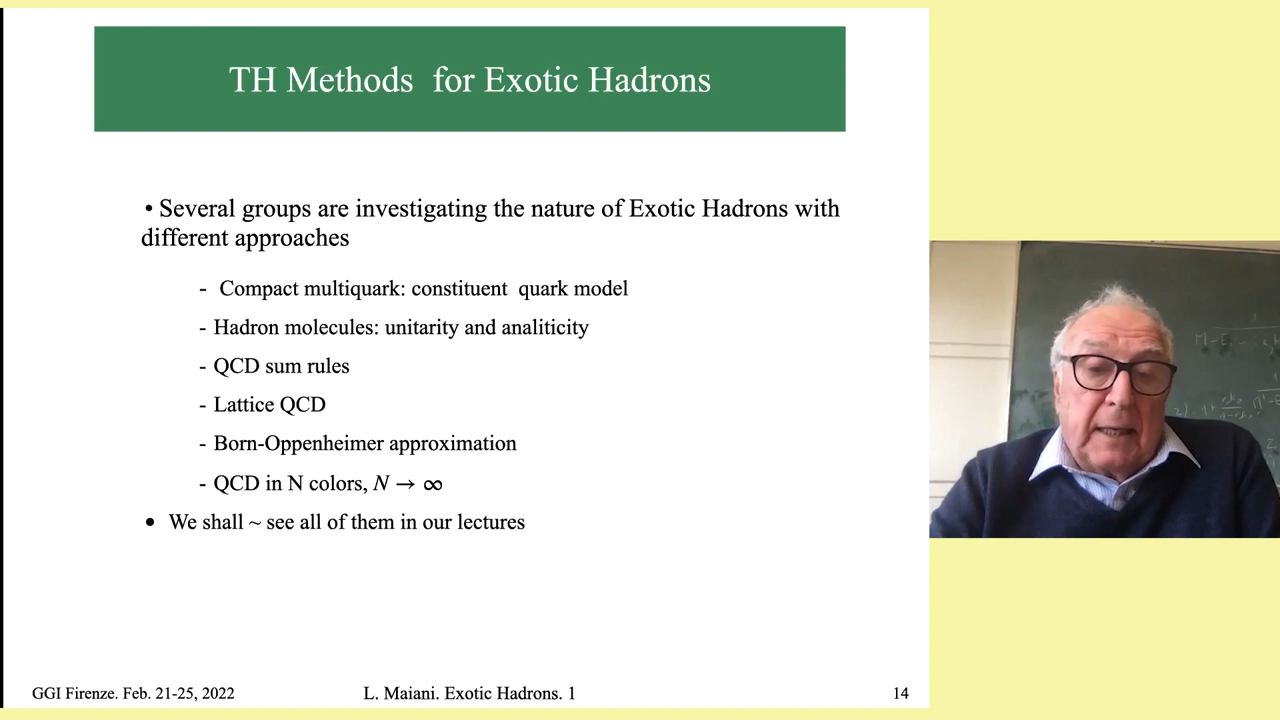 TH Methods for Exotic Hadrons
• Several groups are investigating the nature of Exotic Hadrons with
different approaches
- Compact multiquark: constituent quark model
- Hadron molecules: unitarity and analiticity
- QCD sum rules
- Lattice QCD
- Born-Oppenheimer approximation
- QCD in N colors, N → ∞
• We shall ~ see all of them in our lectures
GGI Firenze. Feb. 21-25, 2022
L. Maiani. Exotic Hadrons. 1
14